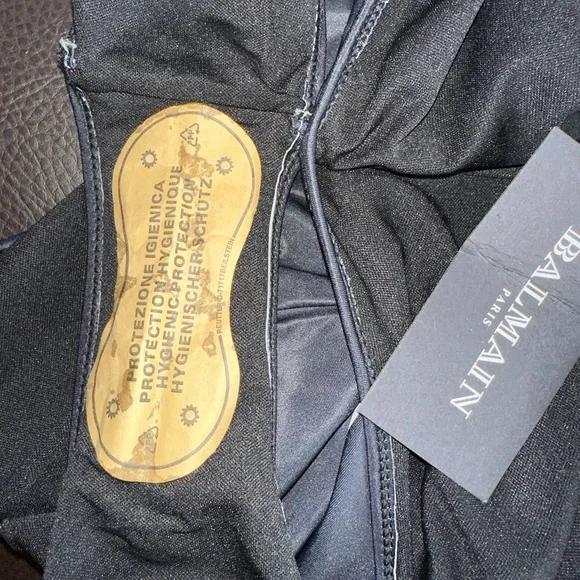 PROTEZIONE IGIENICA
PROTECTION HYGIENIQUE
HYGIENIC PROTECTION
HYGIENISCHER SCHUTZ
BALMAIN
PARIS